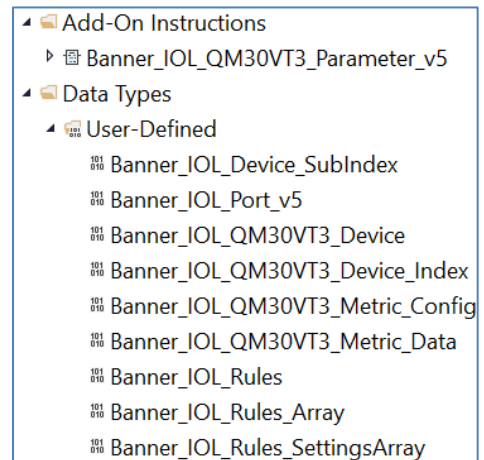 Add-On Instructions
Banner_IOL_QM30VT3_Parameter_v5
Data Types
User-Defined
Banner_IOL_Device_SubIndex
Banner_IOL_Port_v5
Banner_IOL_QM30VT3_Device
Banner_IOL_QM30VT3_Device_Index
Banner_IOL_QM30VT3_Metric_Config
Banner_IOL_QM30VT3_Metric_Data
Banner_IOL_Rules
Banner_IOL_Rules_Array
Banner_IOL_Rules_SettingsArray